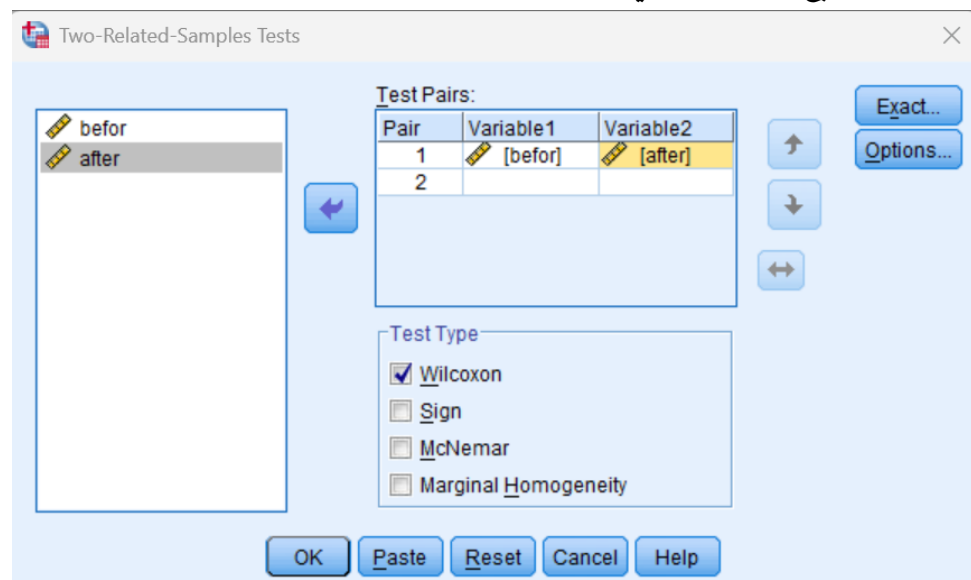 Two-Related-Samples Tests
befor
after
Test Pairs:
Pair Variable1 Variable2
1 [befor] [after]
2
Exact...
Options...
Test Type
Wilcoxon
Sign
McNemar
Marginal Homogeneity
OK Paste Reset Cancel Help